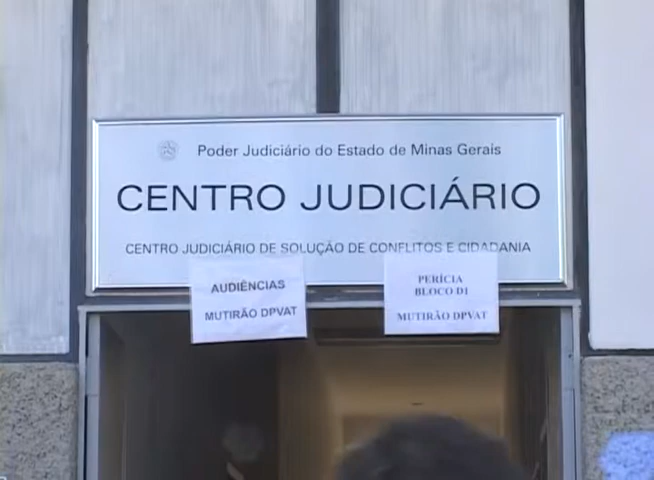 Poder Judiciário do Estado de Minas Gerais
CENTRO JUDICIÁRIO
CENTRO JUDICIÁRIO DE SOLUÇÃO DE CONFLITOS E CIDADANIA
AUDIÊNCIAS
MUTIRÃO DPVAT
PERÍCIA
BLOCO D1
MUTIRÃO DPVAT